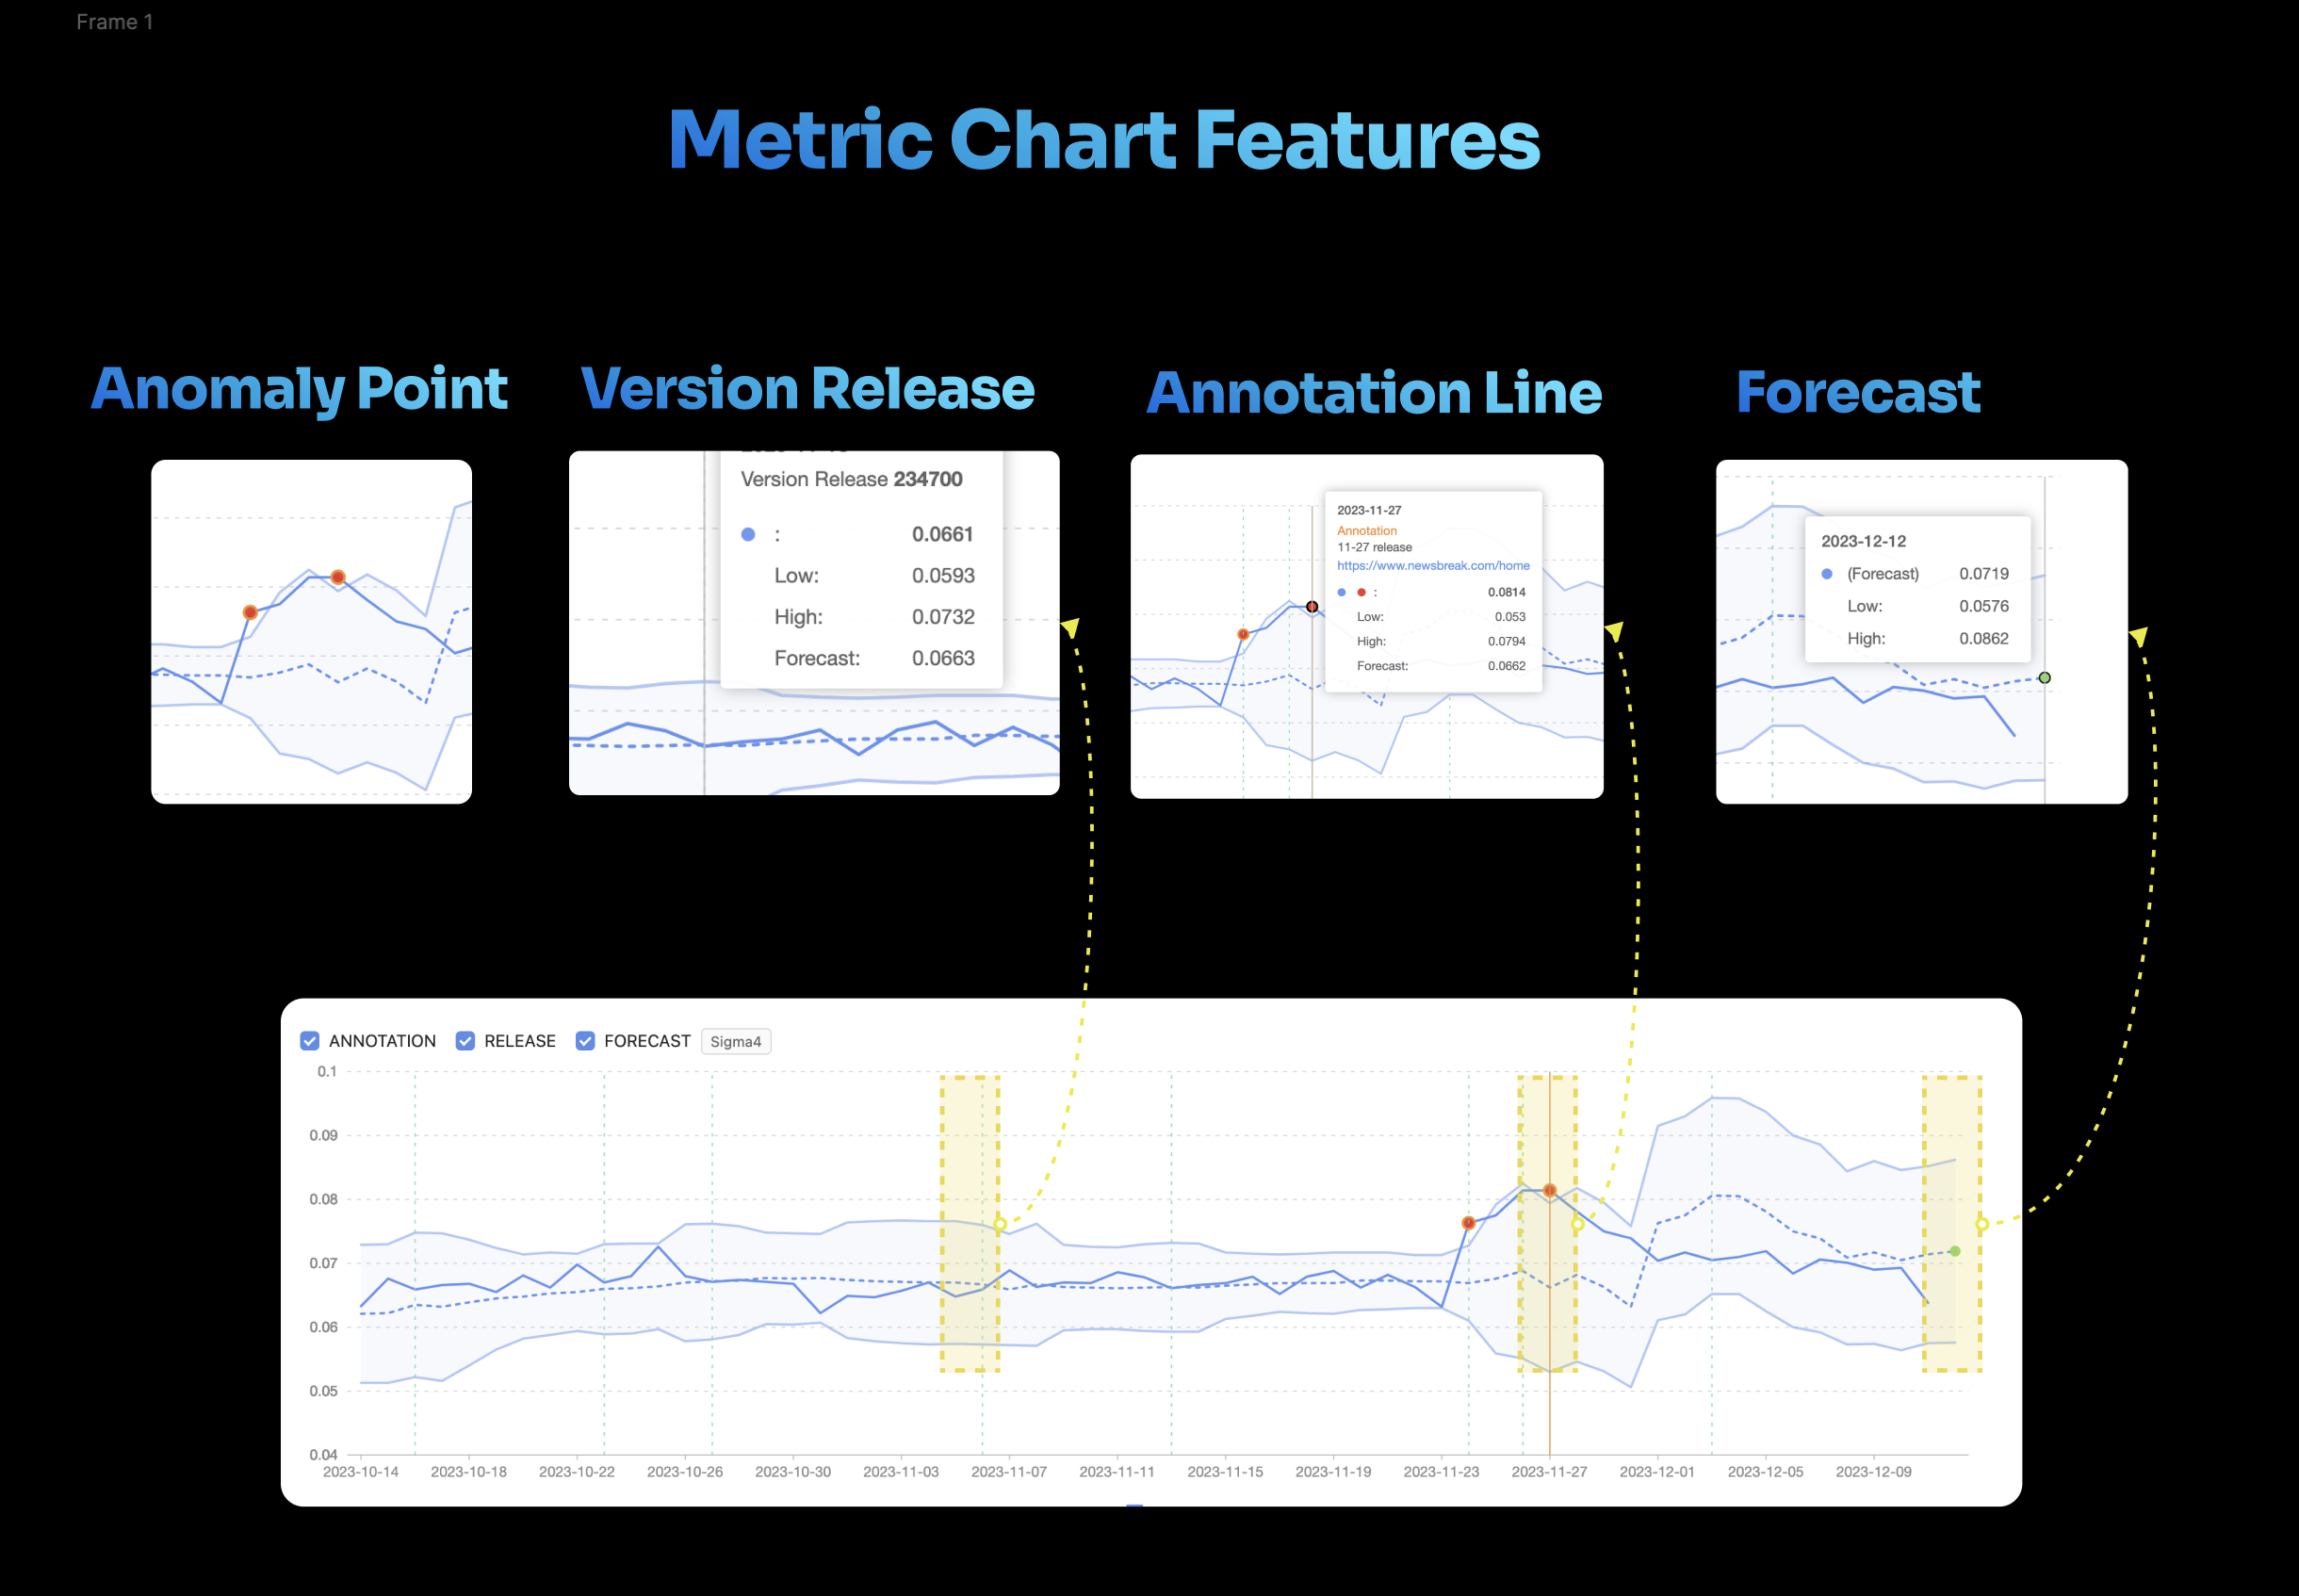 Frame 1
Metric Chart Features
Anomaly Point
Version Release
Annotation Line
Forecast
Version Release 234700
: 0.0661
Low: 0.0593
High: 0.0732
Forecast: 0.0663
2023-11-27
Annotation
11-27 release
https://www.newsbreak.com/home
: 0.0814
Low: 0.053
High: 0.0794
Forecast: 0.0662
2023-12-12
(Forecast) 0.0719
Low: 0.0576
High: 0.0862
ANNOTATION RELEASE FORECAST Sigma4
0.1
0.09
0.08
0.07
0.06
0.05
0.04
2023-10-14 2023-10-18 2023-10-22 2023-10-26 2023-10-30 2023-11-03 2023-11-07 2023-11-11 2023-11-15 2023-11-19 2023-11-23 2023-11-27 2023-12-01 2023-12-05 2023-12-09